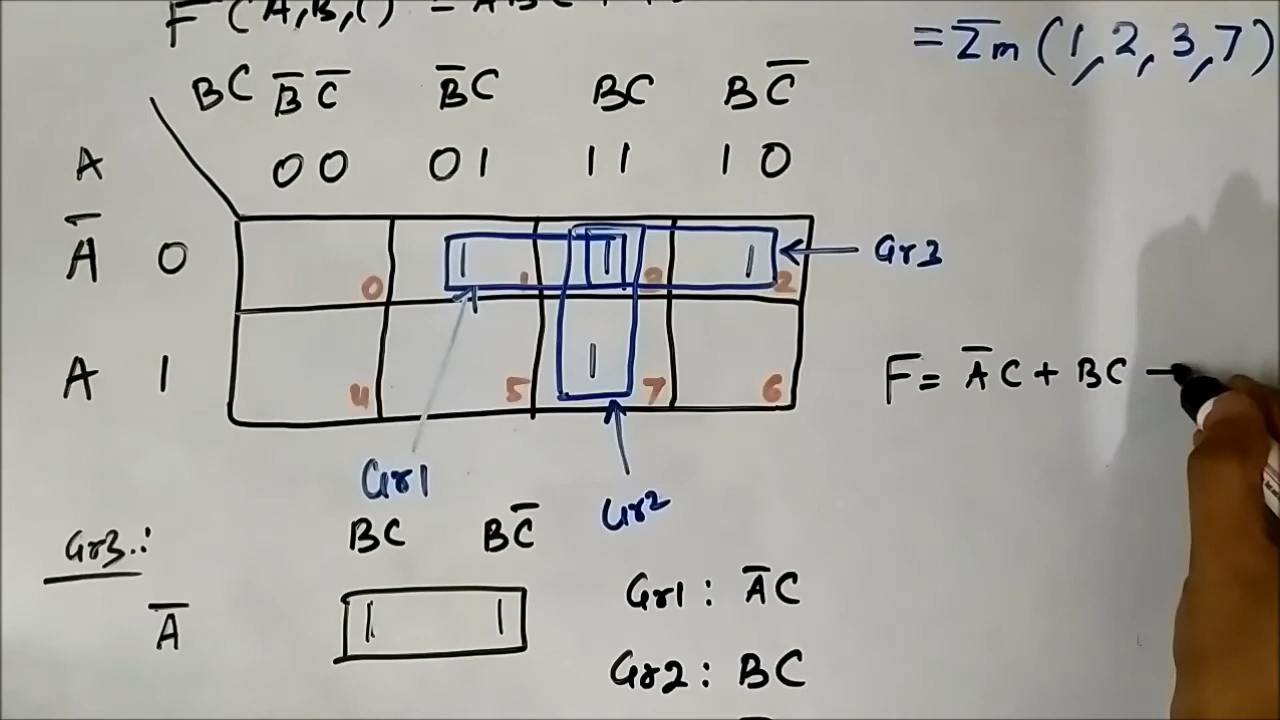 F (A,B,C) = ABC +
= Σm (1,2,3,7)
BC B̅ C̅ B̅C BC BC̅
A 00 01 11 10
A̅ 0 1 1 1 Gr3
0 1 3 2
A 1 1
4 5 7 6
F = A̅C + BC
Gr1 Gr2
Gr3.: BC BC̅
A̅ 1 1
Gr1 : A̅C
Gr2 : BC